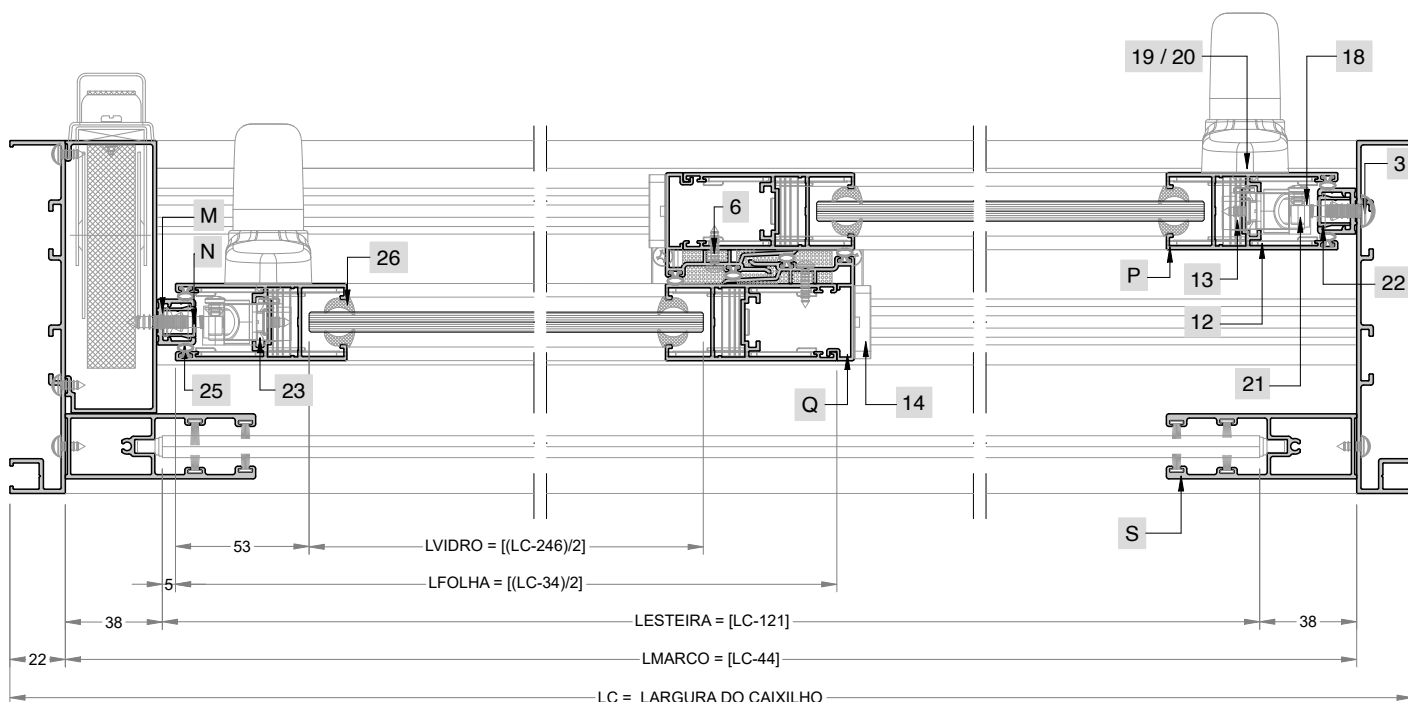 19 / 20
18
3
M
6
N
26
P
13
22
12
25
23
21
Q
14
S
53
LVIDRO = [(LC-246)/2]
5
LFOLHA = [(LC-34)/2]
38
LESTEIRA = [LC-121]
38
22
LMARCO = [LC-44]
LC = LARGURA DO CAIXILHO